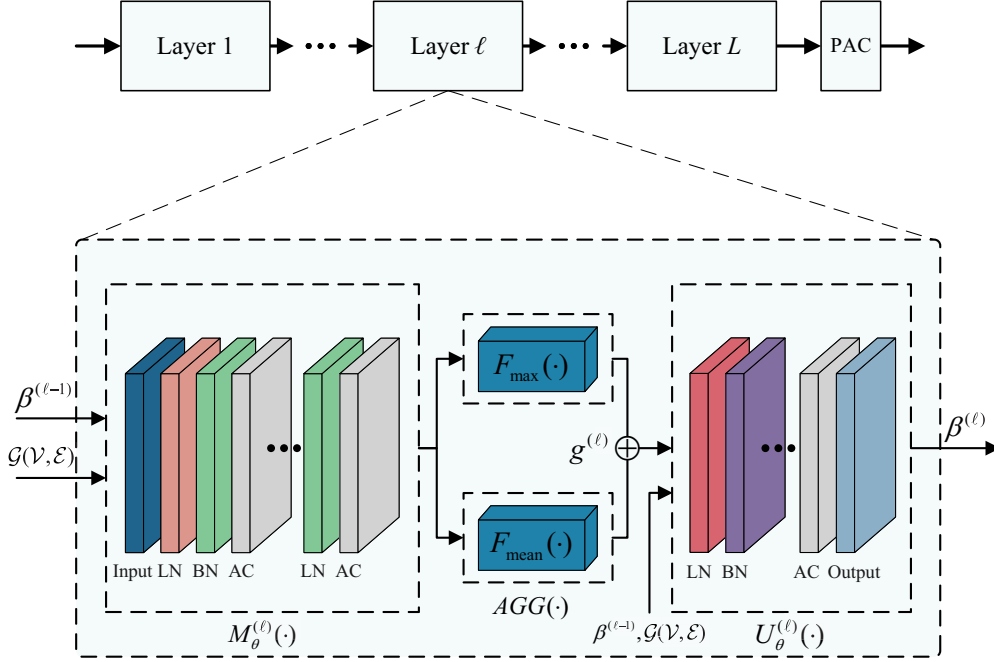 Layer 1 ••• Layer ℓ ••• Layer L PAC
β^(ℓ−1)
𝒢(𝒱, ℰ)
•••
Input LN BN AC LN AC
M_θ^(ℓ)(·)
F_max(·)
F_mean(·)
AGG(·)
g^(ℓ)
⊕
β^(ℓ−1), 𝒢(𝒱, ℰ)
•••
LN BN AC Output
U_θ^(ℓ)(·)
β^(ℓ)